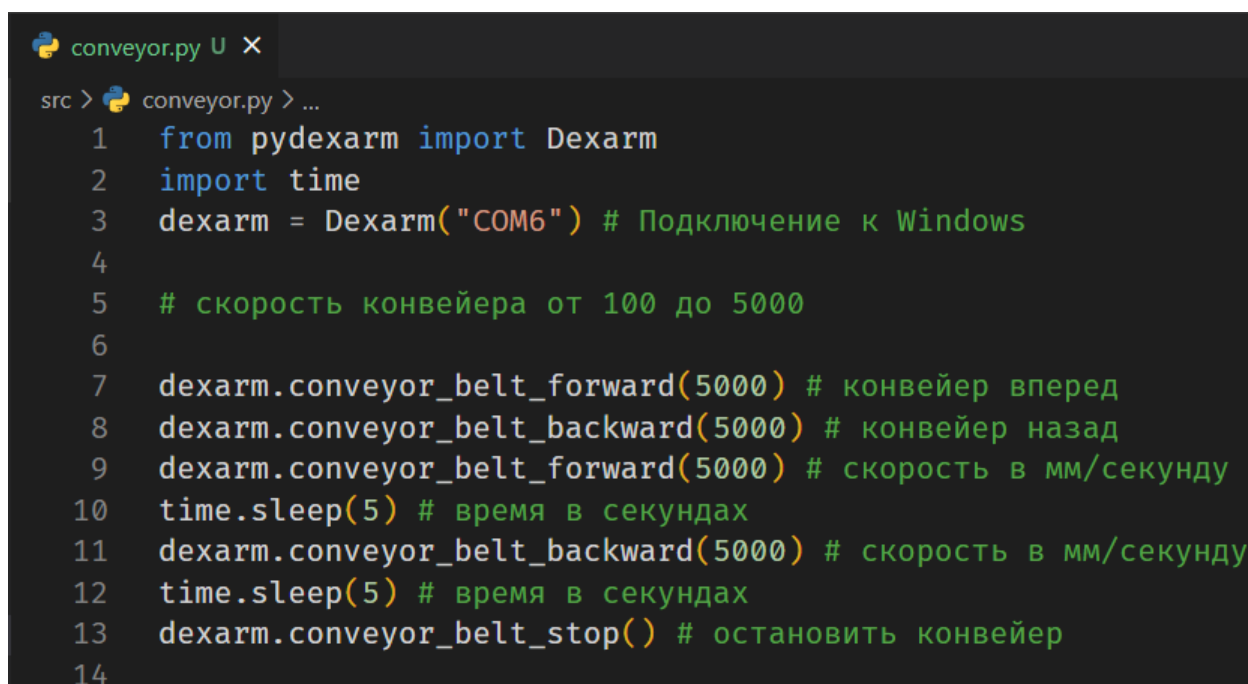 conveyor.py U ×
src > conveyor.py > ...
1 from pydexarm import Dexarm
2 import time
3 dexarm = Dexarm("COM6") # Подключение к Windows
4
5 # скорость конвейера от 100 до 5000
6
7 dexarm.conveyor_belt_forward(5000) # конвейер вперед
8 dexarm.conveyor_belt_backward(5000) # конвейер назад
9 dexarm.conveyor_belt_forward(5000) # скорость в мм/секунду
10 time.sleep(5) # время в секундах
11 dexarm.conveyor_belt_backward(5000) # скорость в мм/секунду
12 time.sleep(5) # время в секундах
13 dexarm.conveyor_belt_stop() # остановить конвейер
14